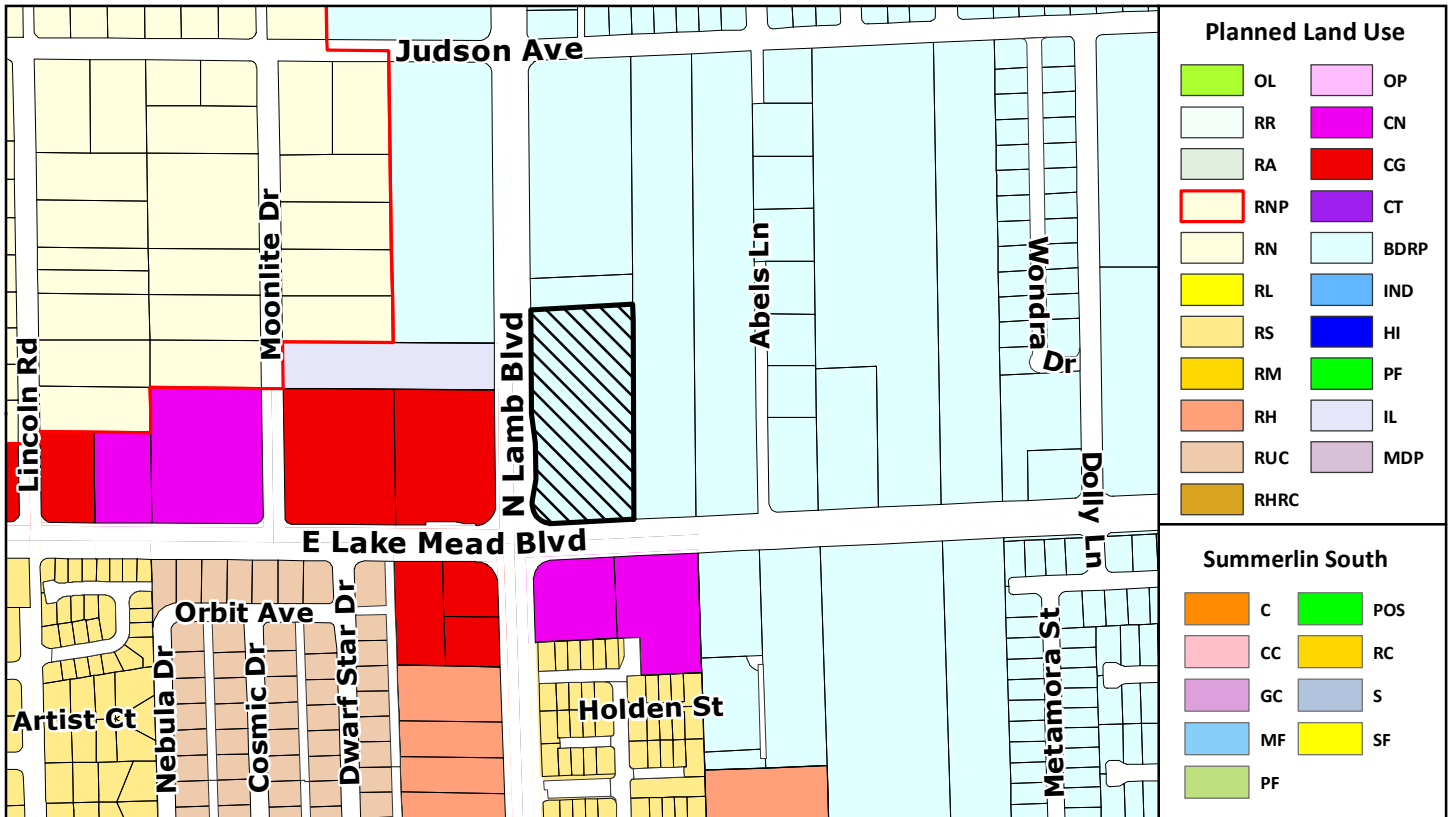 Judson Ave
Moonlite Dr
Lincoln Rd
N Lamb Blvd
Abels Ln
Wondra
Dr
Dolly Ln
E Lake Mead Blvd
Orbit Ave
Nebula Dr
Cosmic Dr
Dwarf Star Dr
Artist Ct
Holden St
Metamora St
Planned Land Use
OL
RR
RA
RNP
RN
RL
RS
RM
RH
RUC
RHRC
OP
CN
CG
CT
BDRP
IND
HI
PF
IL
MDP
Summerlin South
C
CC
GC
MF
PF
POS
RC
S
SF